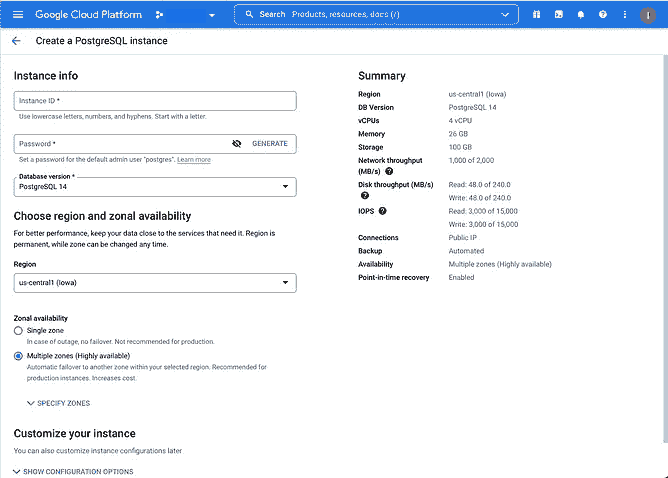 Google Cloud Platform
Search Products, resources, docs (/)
Create a PostgreSQL instance
Instance info
Instance ID *
Use lowercase letters, numbers, and hyphens. Start with a letter.
Password *
GENERATE
Set a password for the default admin user "postgres". Learn more
Database version *
PostgreSQL 14
Choose region and zonal availability
For better performance, keep your data close to the services that need it. Region is
permanent, while zone can be changed any time.
Region
us-central1 (Iowa)
Zonal availability
Single zone
In case of outage, no failover. Not recommended for production.
Multiple zones (Highly available)
Automatic failover to another zone within your selected region. Recommended for
production instances. Increases cost.
SPECIFY ZONES
Customize your instance
You can also customize instance configurations later
SHOW CONFIGURATION OPTIONS
Summary
Region us-central1 (Iowa)
DB Version PostgreSQL 14
vCPUs 4 vCPU
Memory 26 GB
Storage 100 GB
Network throughput 1,000 of 2,000
(MB/s)
Disk throughput (MB/s) Read: 48.0 of 240.0
Write: 48.0 of 240.0
IOPS Read: 3,000 of 15,000
Write: 3,000 of 15,000
Connections Public IP
Backup Automated
Availability Multiple zones (Highly available)
Point-in-time recovery Enabled